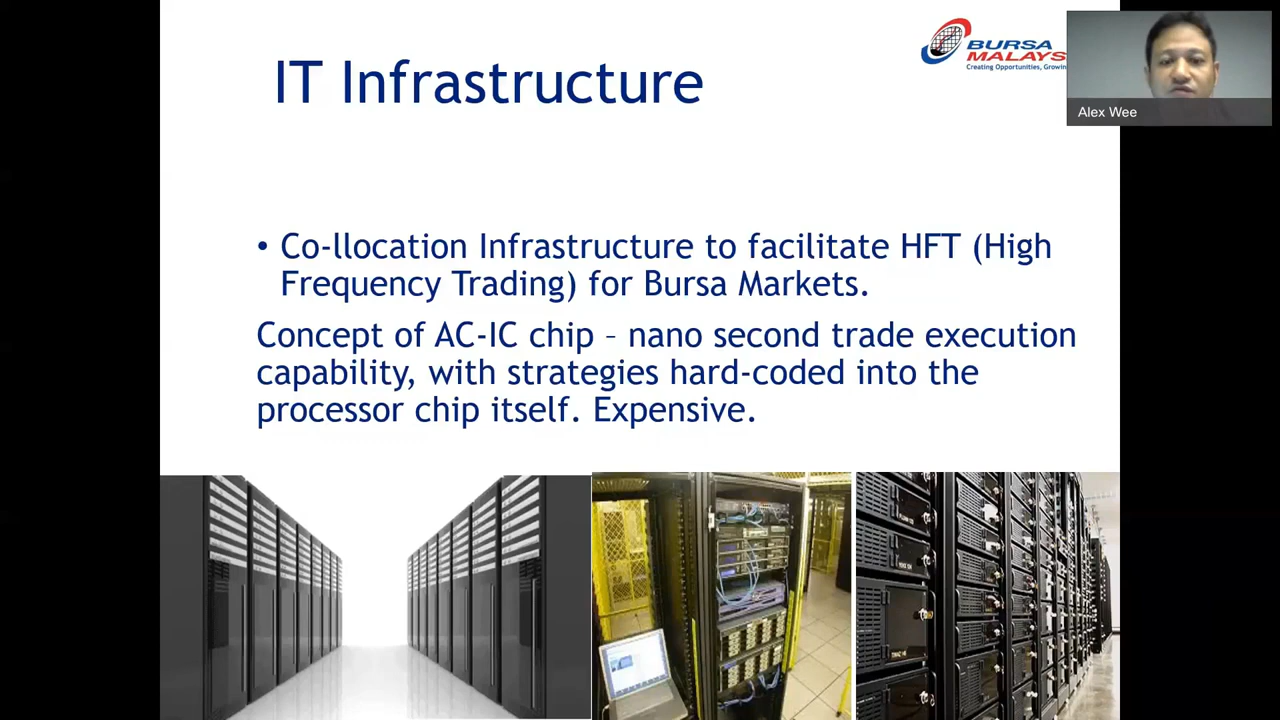 IT Infrastructure
BURSA
MALAYS
Creating Opportunities, Growin
Alex Wee
• Co-llocation Infrastructure to facilitate HFT (High
Frequency Trading) for Bursa Markets.
Concept of AC-IC chip – nano second trade execution
capability, with strategies hard-coded into the
processor chip itself. Expensive.